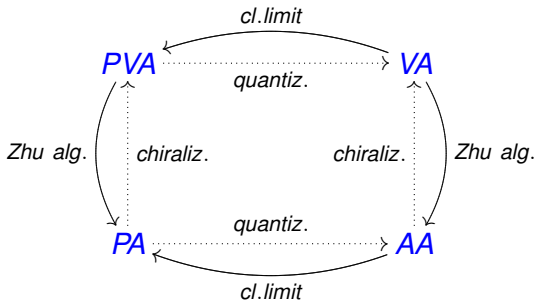 cl.limit
PVA VA
quantiz.
Zhu alg. chiraliz. chiraliz. Zhu alg.
quantiz.
PA AA
cl.limit